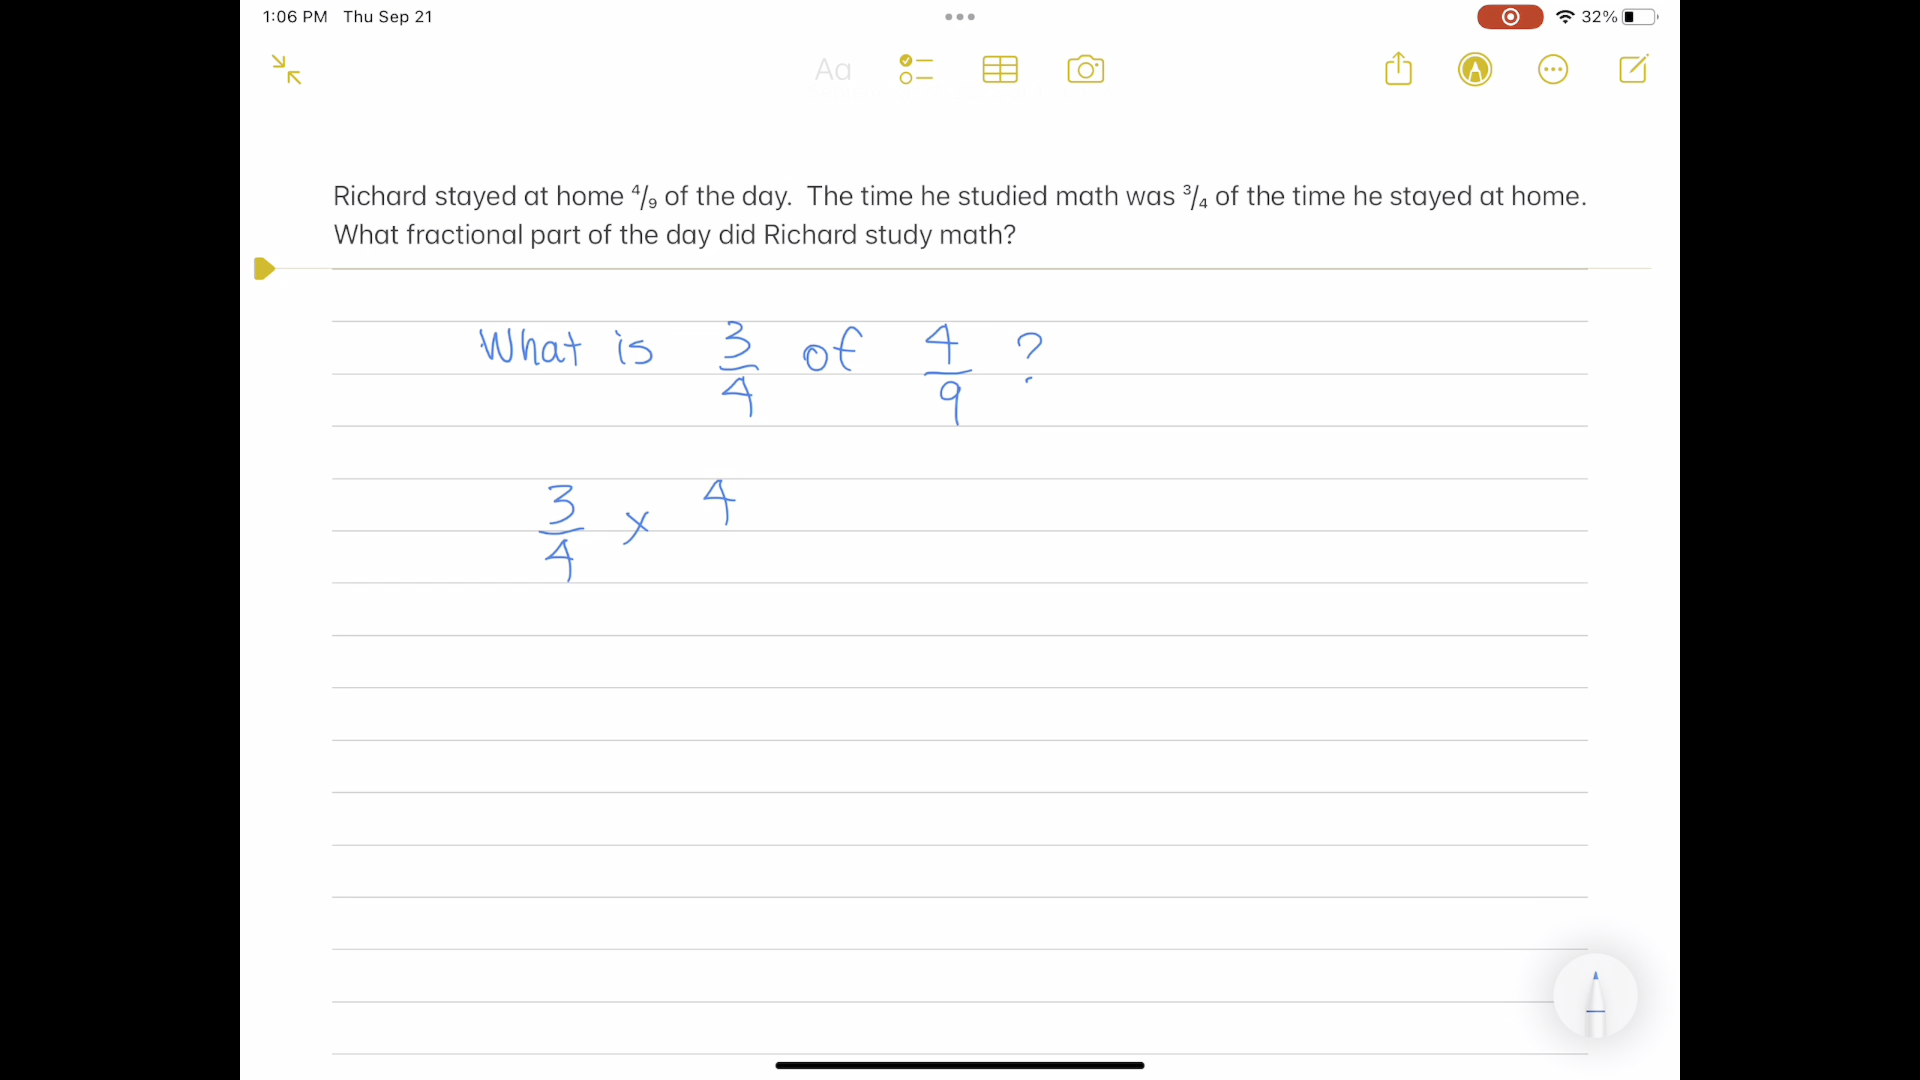 1:06 PM Thu Sep 21 32%
Aa
Richard stayed at home 4/9 of the day. The time he studied math was 3/4 of the time he stayed at home.
What fractional part of the day did Richard study math?
What is 3/4 of 4/9 ?
3/4 x 4